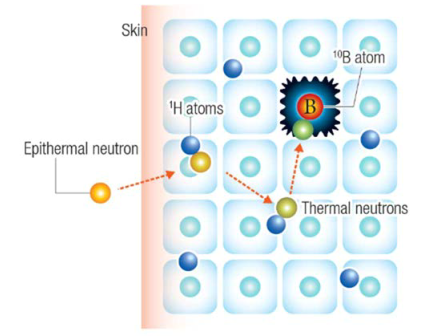 Skin
¹⁰B atom
B
¹H atoms
Epithermal neutron
Thermal neutrons